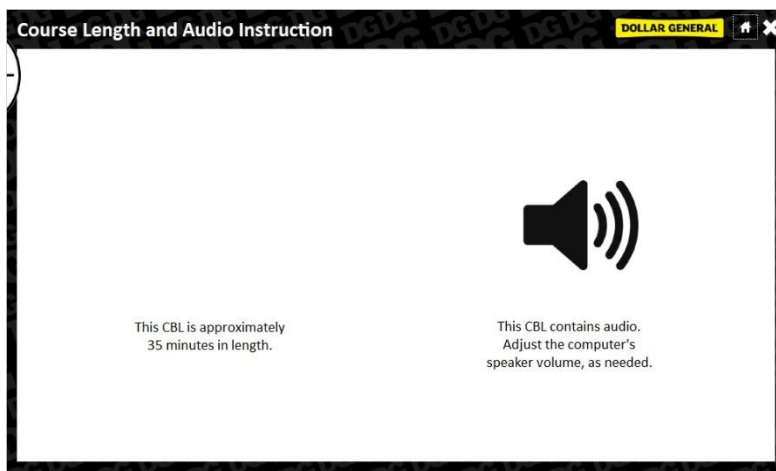 Course Length and Audio Instruction
DOLLAR GENERAL
This CBL is approximately
35 minutes in length.
This CBL contains audio.
Adjust the computer's
speaker volume, as needed.